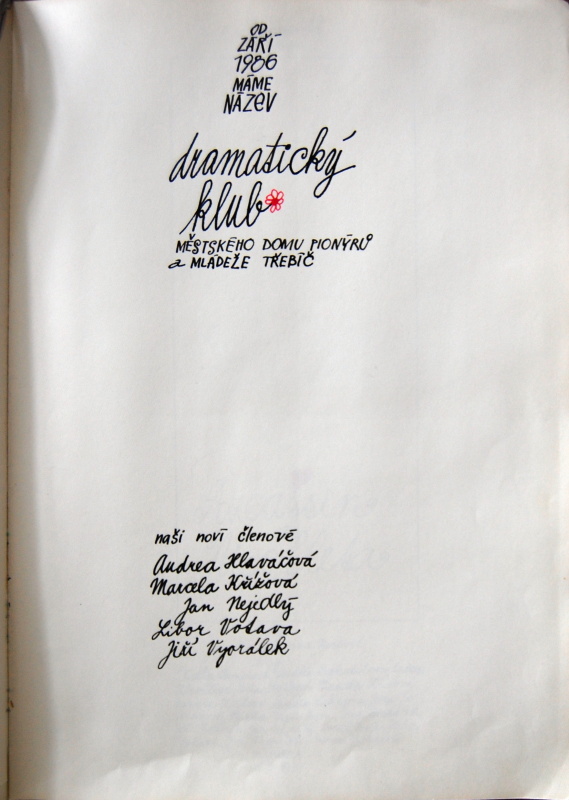 OD
ZÁŘÍ
1986
MÁME
NÁZEV
dramatický
klub
MĚSTSKÉHO DOMU PIONÝRŮ
a MLÁDEŽE TŘEBÍČ
naši noví členové
Andrea Hlaváčová
Marcela Křížová
Jan Nejedlý
Libor Votava
Jiří Vyorálek